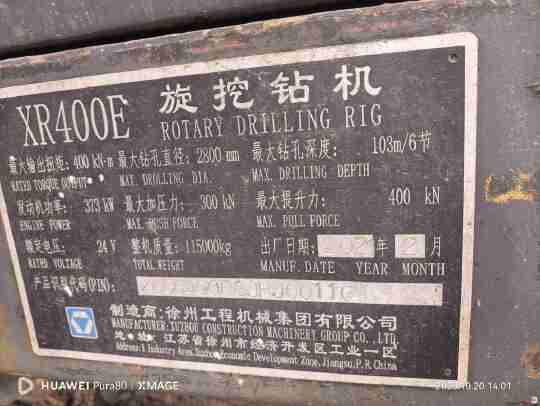 XR400E 旋挖钻机
ROTARY DRILLING RIG
最大输出扭矩: 400 kN·m 最大钻孔直径: 2800 mm 最大钻孔深度: 103m/6节
RATED TORQUE OUTPUT MAX. DROLLING DIA. MAX. DRILLING DEPTH
发动机功率: 373 kW 最大加压力: 300 kN 最大提升力: 400 kN
ENGINE POWER MAX. PUSH FORCE MAX. PULL FORCE
额定电压: 24 V 整机质量: 115000kg 出厂日期: 年 月
RATED VOLTAGE TOTAL WEIGHT MANUF. DATE YEAR MONTH
产品识别代码(PIN):
制造商: 徐州工程机械集团有限公司
MANUFACTURER: XUZHOU CONSTRUCTION MACHINERY GROUP CO., LTD.
地 址: 江苏省徐州市经济开发区工业一区
Address: 1 Industry Area, Xuzhou Economic Development Zone, Jiangsu, P.R.China
HUAWEI Pura80 XMAGE